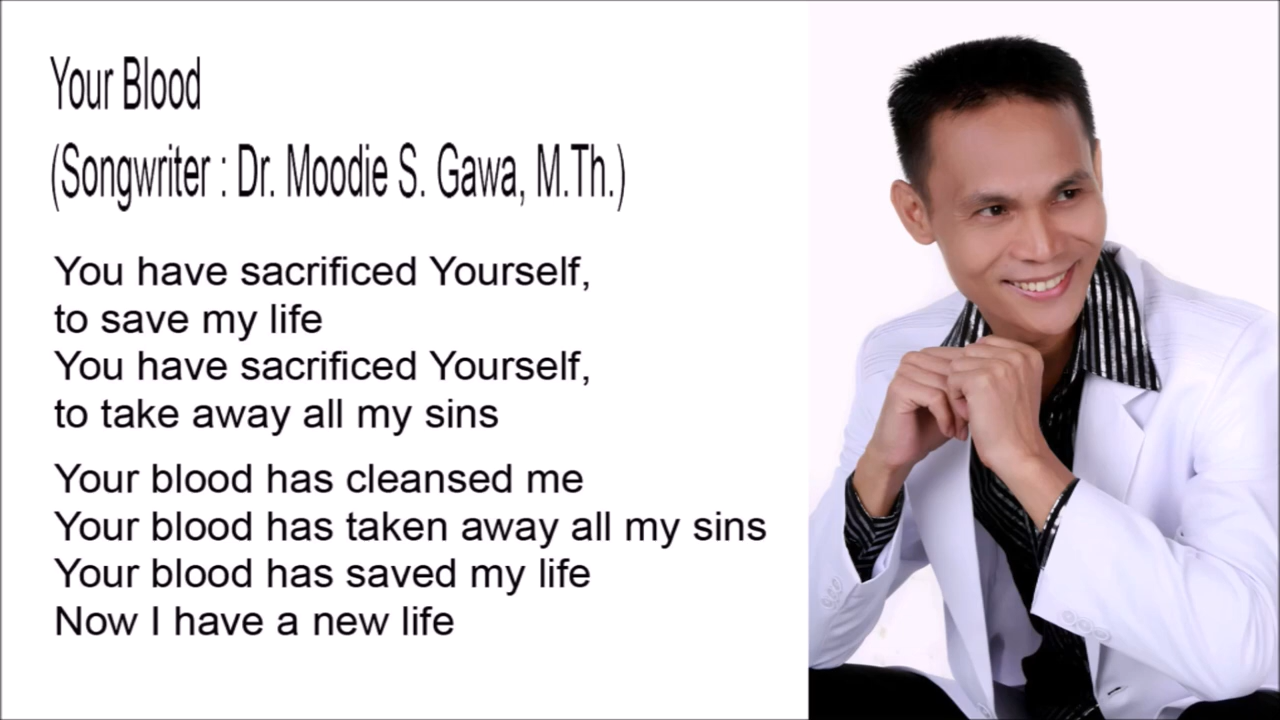 Your Blood
(Songwriter : Dr. Moodie S. Gawa, M.Th.)
You have sacrificed Yourself,
to save my life
You have sacrificed Yourself,
to take away all my sins
Your blood has cleansed me
Your blood has taken away all my sins
Your blood has saved my life
Now I have a new life